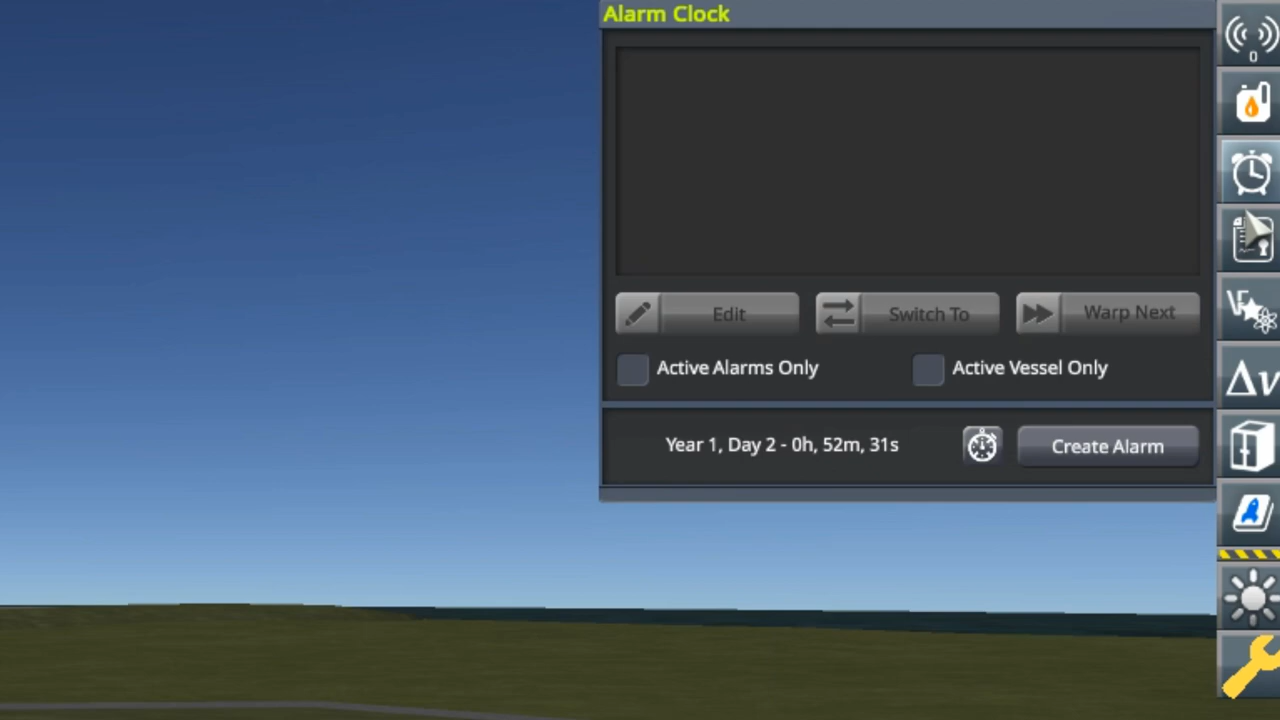 Alarm Clock
0
Edit
Switch To
Warp Next
Active Alarms Only
Active Vessel Only
Year 1, Day 2 - 0h, 52m, 31s
Create Alarm
Δv